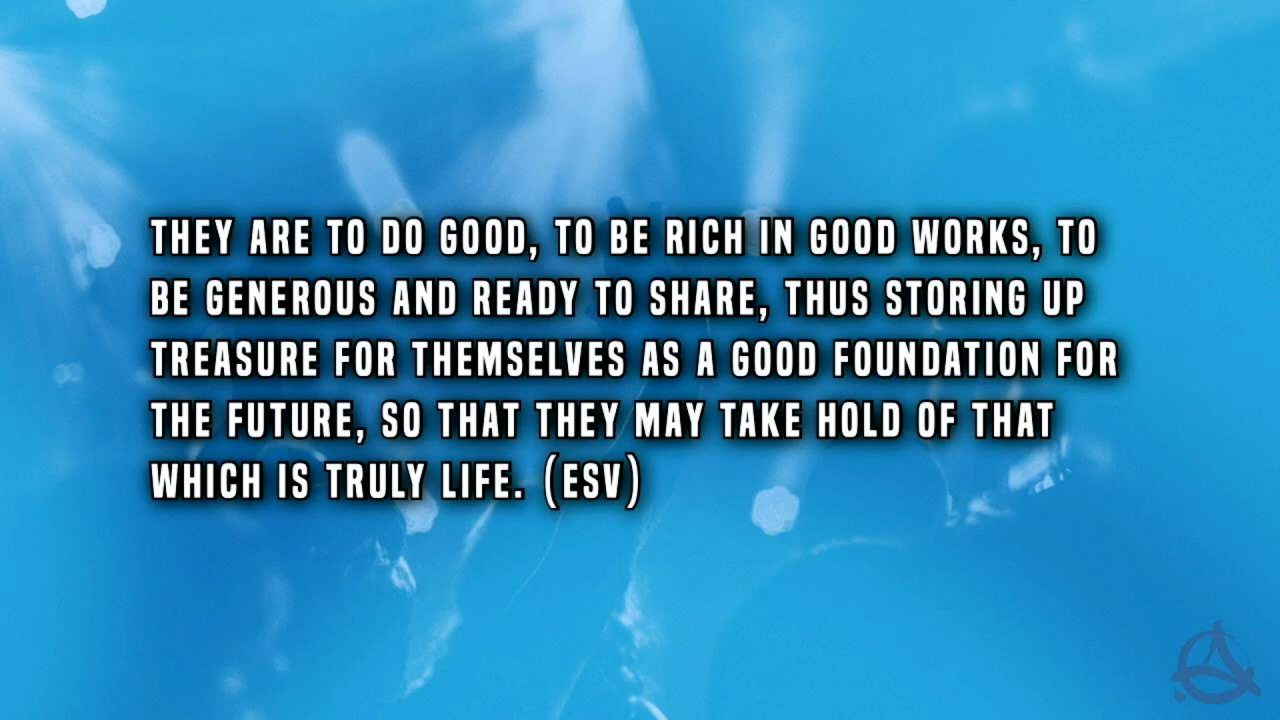 THEY ARE TO DO GOOD, TO BE RICH IN GOOD WORKS, TO
BE GENEROUS AND READY TO SHARE, THUS STORING UP
TREASURE FOR THEMSELVES AS A GOOD FOUNDATION FOR
THE FUTURE, SO THAT THEY MAY TAKE HOLD OF THAT
WHICH IS TRULY LIFE. (ESV)